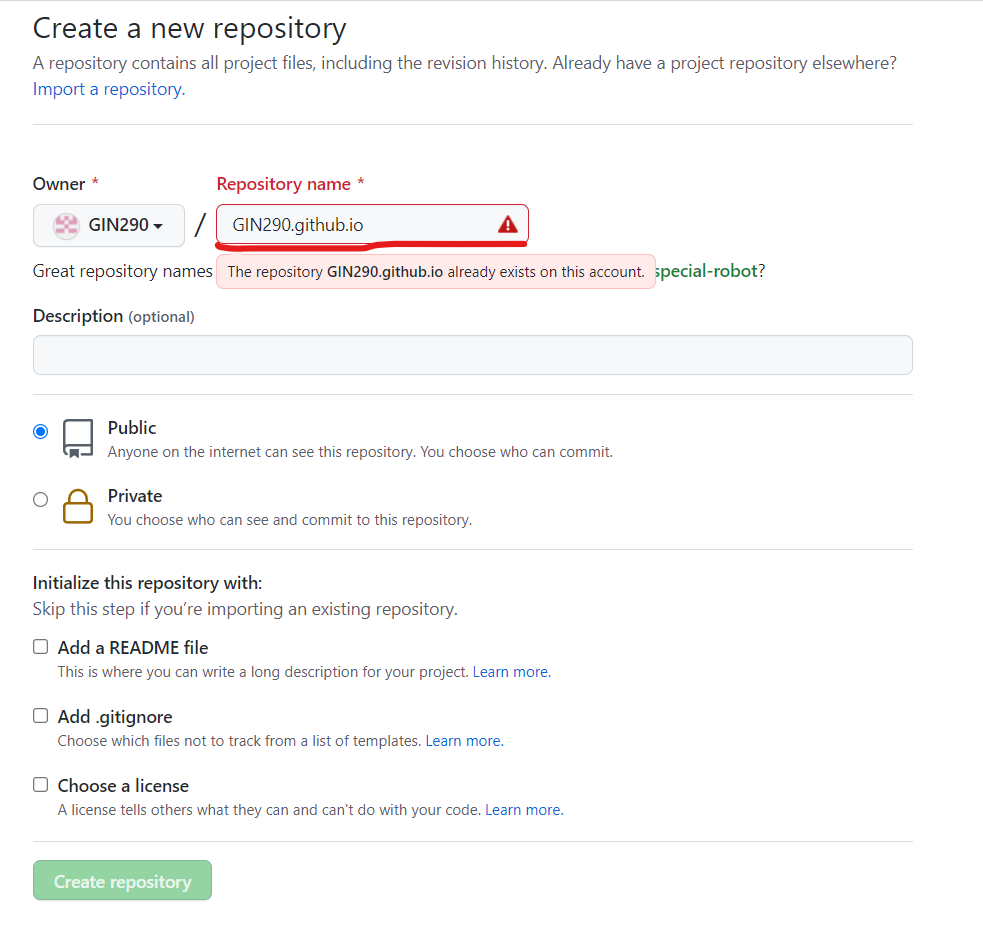 Create a new repository
A repository contains all project files, including the revision history. Already have a project repository elsewhere?
Import a repository.
Owner * Repository name *
GIN290 / GIN290.github.io
Great repository names The repository GIN290.github.io already exists on this account. special-robot?
Description (optional)
Public
Anyone on the internet can see this repository. You choose who can commit.
Private
You choose who can see and commit to this repository.
Initialize this repository with:
Skip this step if you're importing an existing repository.
Add a README file
This is where you can write a long description for your project. Learn more.
Add .gitignore
Choose which files not to track from a list of templates. Learn more.
Choose a license
A license tells others what they can and can't do with your code. Learn more.
Create repository